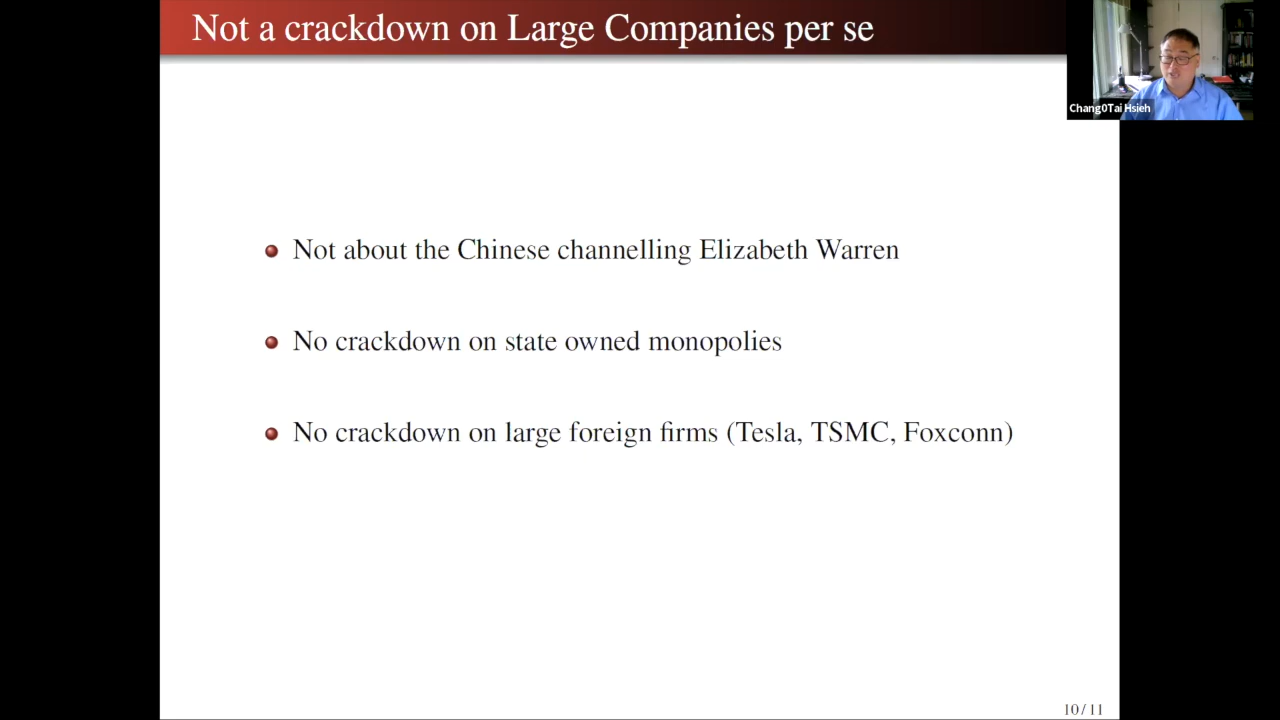 Not a crackdown on Large Companies per se
Chang0Tai Hsieh
Not about the Chinese channelling Elizabeth Warren
No crackdown on state owned monopolies
No crackdown on large foreign firms (Tesla, TSMC, Foxconn)
10 / 11